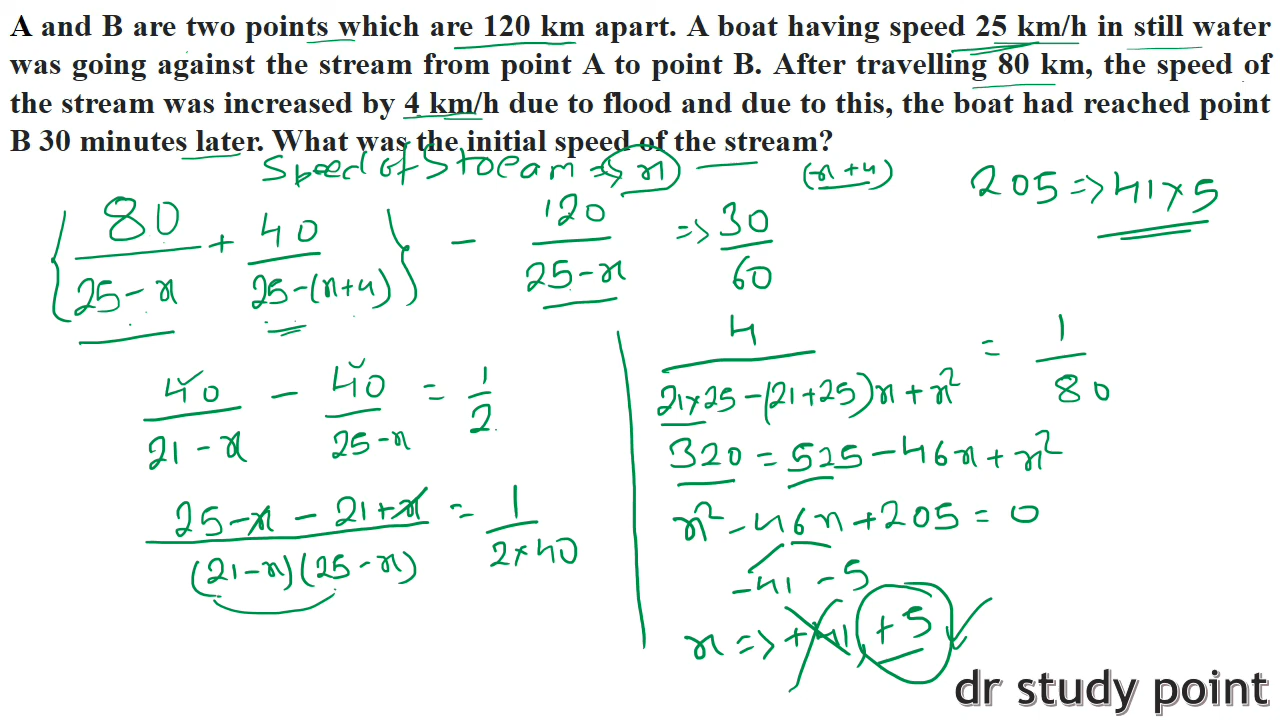 A and B are two points which are 120 km apart. A boat having speed 25 km/h in still water
was going against the stream from point A to point B. After travelling 80 km, the speed of
the stream was increased by 4 km/h due to flood and due to this, the boat had reached point
B 30 minutes later. What was the initial speed of the stream?
Speed of Stream => x — (x+4)
205 => 41×5
{80/(25-x) + 40/(25-(x+4))} - 120/(25-x) => 30/60
40/(21-x) - 40/(25-x) = 1/2
(25-x-21+x)/((21-x)(25-x)) = 1/(2×40)
4/(21×25-(21+25)x+x²) = 1/80
320 = 525-46x+x²
x²-46x+205=0
-41 -5
x => +41, +5
dr study point